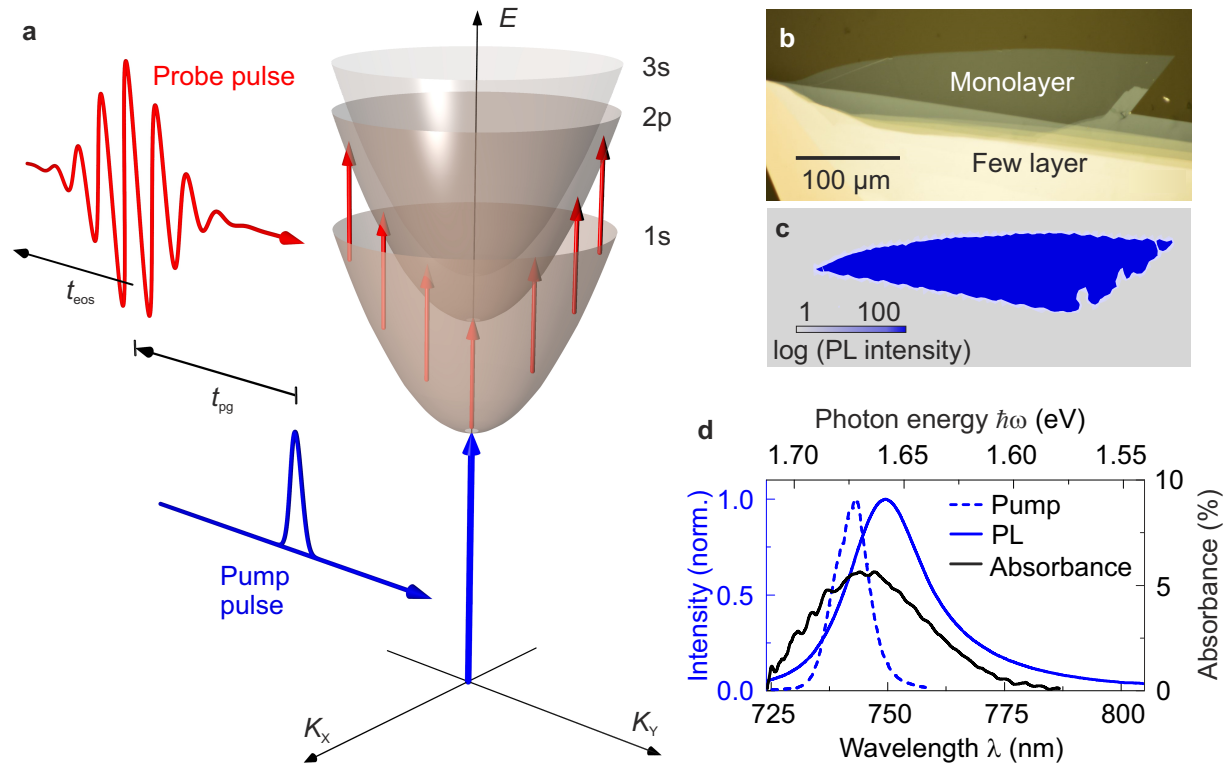 a
E
Probe pulse
3s
2p
1s
t_eos
t_pg
Pump
pulse
K_X
K_Y
b
Monolayer
Few layer
100 µm
c
1 100
log (PL intensity)
d
Photon energy ℏω (eV)
1.70 1.65 1.60 1.55
Intensity (norm.)
1.0
0.5
0.0
Pump
PL
Absorbance
10
5
0
Absorbance (%)
725 750 775 800
Wavelength λ (nm)